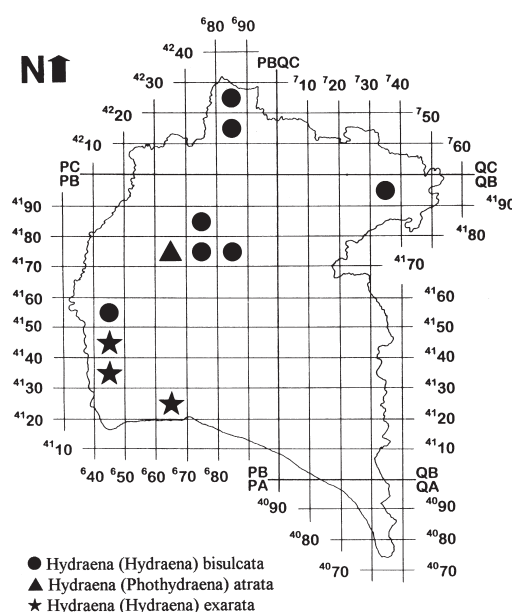 ⁶80 ⁶90
⁴²40
PB QC
N
⁴²30 ⁷10 ⁷20 ⁷30 ⁷40
⁴²20 ⁷50
⁴²10 ⁷60
PC QC
PB QB
⁴¹90 ⁴¹90
⁴¹80 ⁴¹80
⁴¹70 ⁴¹70
⁴¹60 ⁴¹60
⁴¹50 ⁴¹50
⁴¹40 ⁴¹40
⁴¹30 ⁴¹30
⁴¹20 ⁴¹20
⁴¹10 ⁴¹10
⁶40 ⁶50 ⁶60 ⁶70 ⁶80 PB QB
PA QA
⁴⁰90 ⁴⁰90
⁴⁰80 ⁴⁰80
⁴⁰70 ⁴⁰70
Hydraena (Hydraena) bisulcata
Hydraena (Phothydraena) atrata
Hydraena (Hydraena) exarata